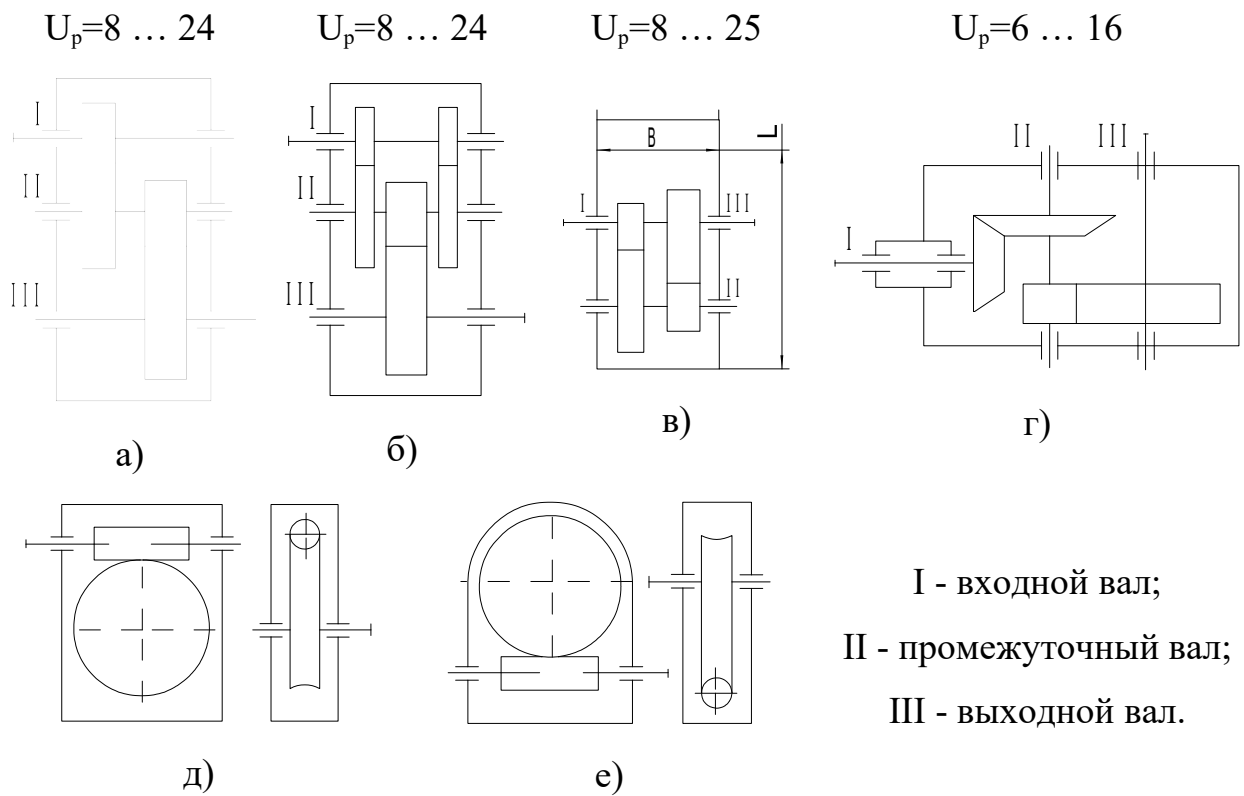 Uр=8 … 24
Uр=8 … 24
Uр=8 … 25
Uр=6 … 16
I
II
III
а)
I
II
III
б)
B
L
I
III
II
в)
I
II
III
г)
д)
е)
I - входной вал;
II - промежуточный вал;
III - выходной вал.